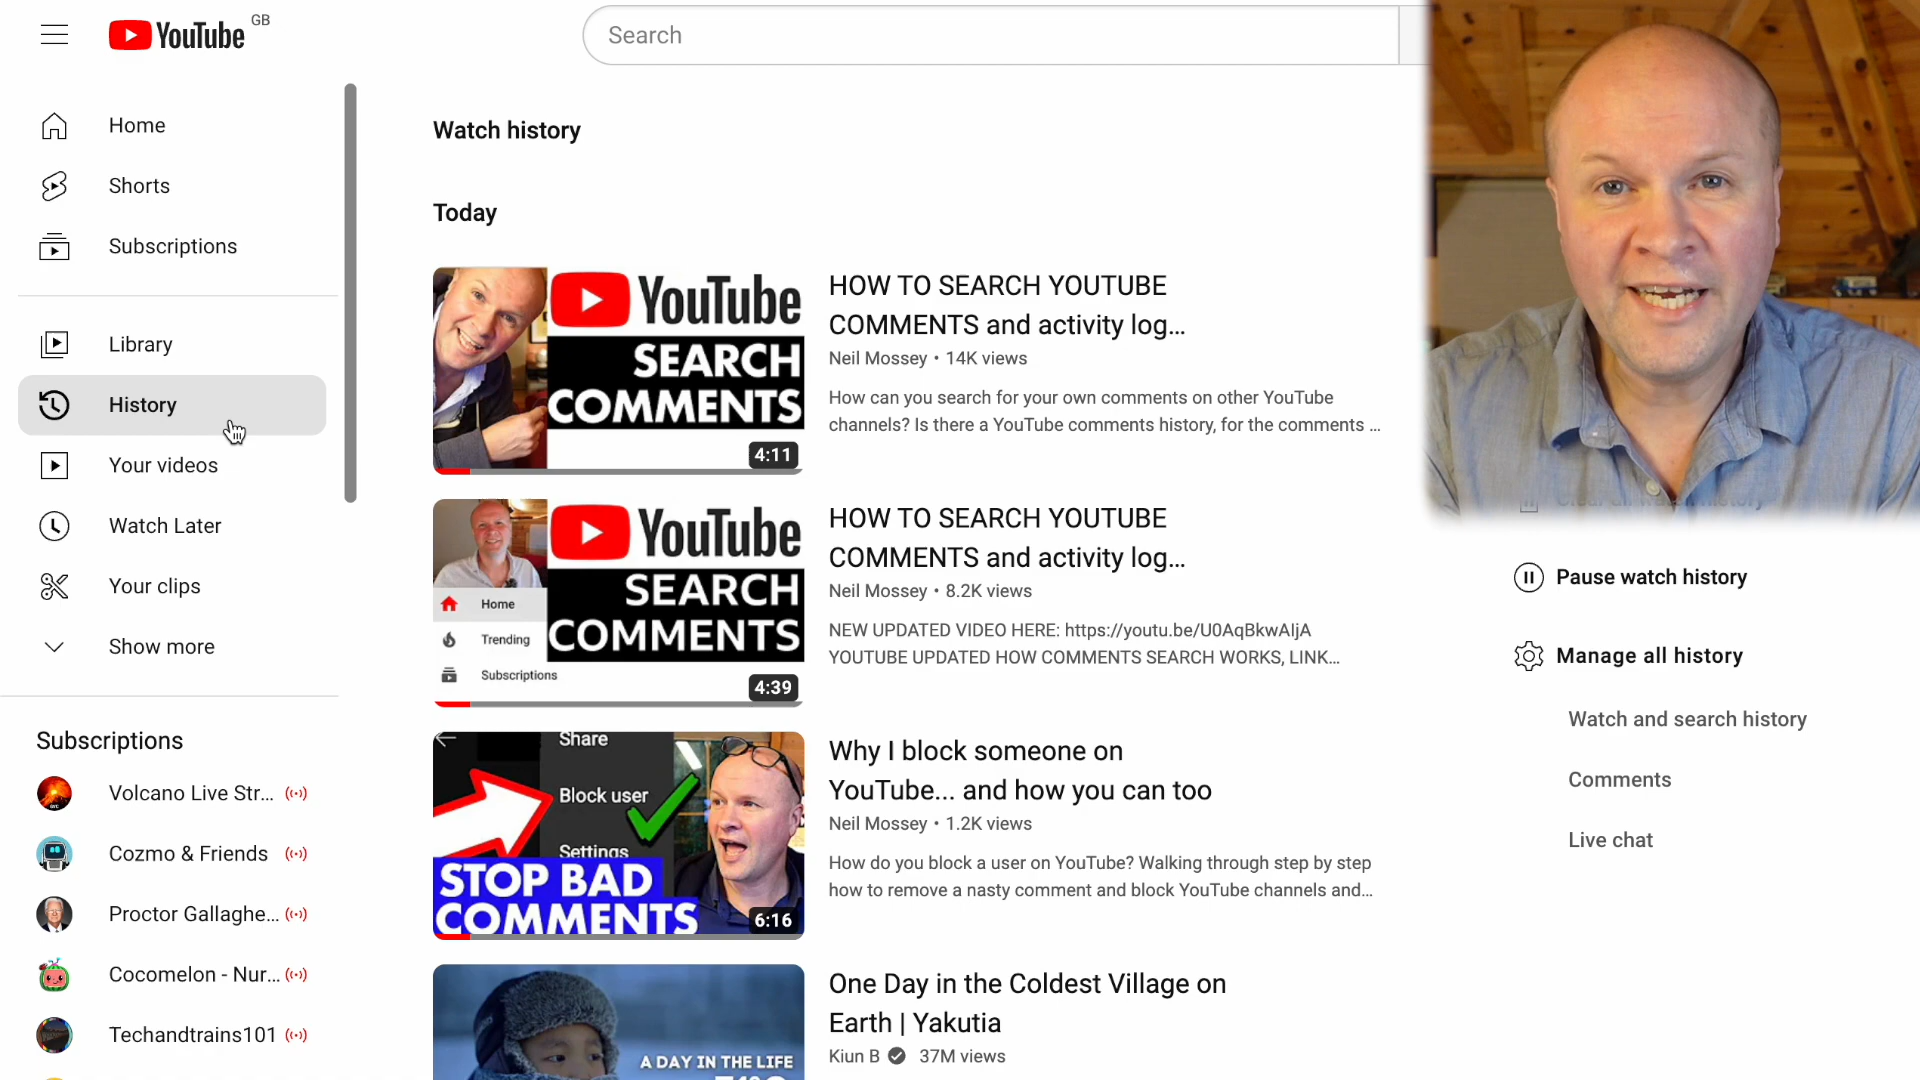 YouTube GB
Search
Home
Shorts
Subscriptions
Library
History
Your videos
Watch Later
Your clips
Show more
Subscriptions
Volcano Live Str...
Cozmo & Friends
Proctor Gallaghe...
Cocomelon - Nur...
Techandtrains101
Watch history
Today
YouTube
SEARCH
COMMENTS
4:11
HOW TO SEARCH YOUTUBE
COMMENTS and activity log...
Neil Mossey • 14K views
How can you search for your own comments on other YouTube
channels? Is there a YouTube comments history, for the comments ...
YouTube
SEARCH
COMMENTS
Home
Trending
Subscriptions
4:39
HOW TO SEARCH YOUTUBE
COMMENTS and activity log...
Neil Mossey • 8.2K views
NEW UPDATED VIDEO HERE: https://youtu.be/U0AqBkwAIjA
YOUTUBE UPDATED HOW COMMENTS SEARCH WORKS, LINK...
Share
Block user
Settings
STOP BAD
COMMENTS
6:16
Why I block someone on
YouTube... and how you can too
Neil Mossey • 1.2K views
How do you block a user on YouTube? Walking through step by step
how to remove a nasty comment and block YouTube channels and...
A DAY IN THE LIFE
One Day in the Coldest Village on
Earth | Yakutia
Kiun B 37M views
Clear all watch history
Pause watch history
Manage all history
Watch and search history
Comments
Live chat